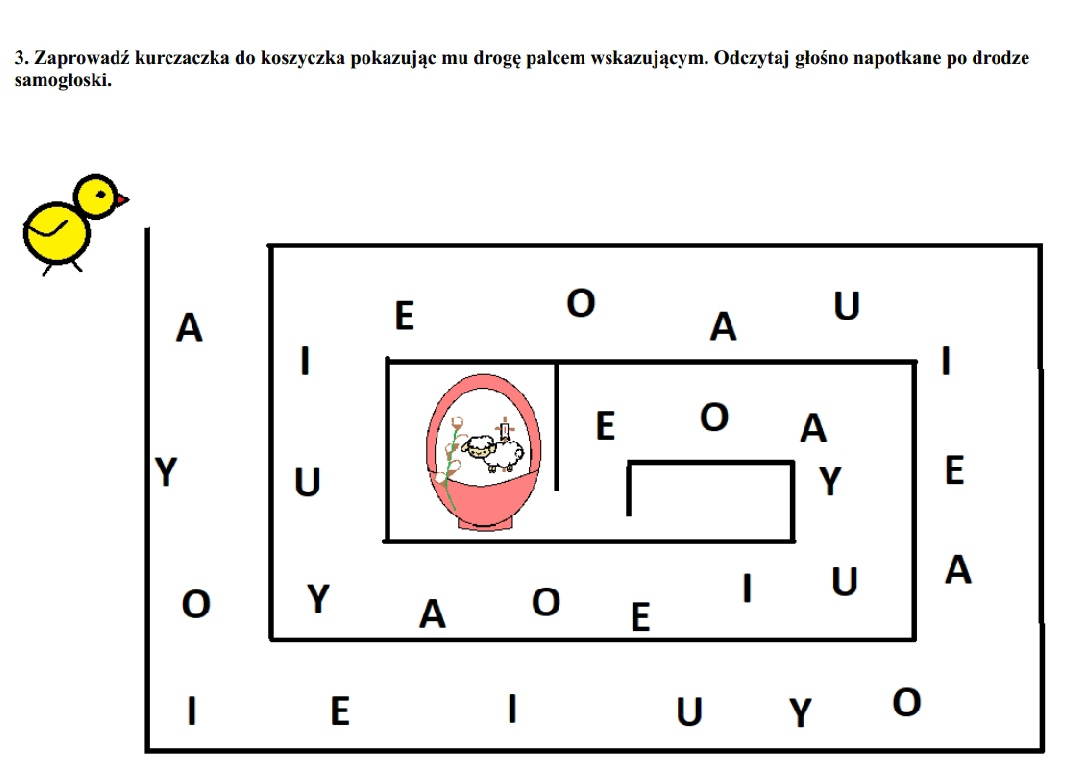 3. Zaprowadź kurczaczka do koszyczka pokazując mu drogę palcem wskazującym. Odczytaj głośno napotkane po drodze
samogłoski.
E O A U
A I I
E O A
Y U Y E
O Y A O E I U A
I E I U Y O